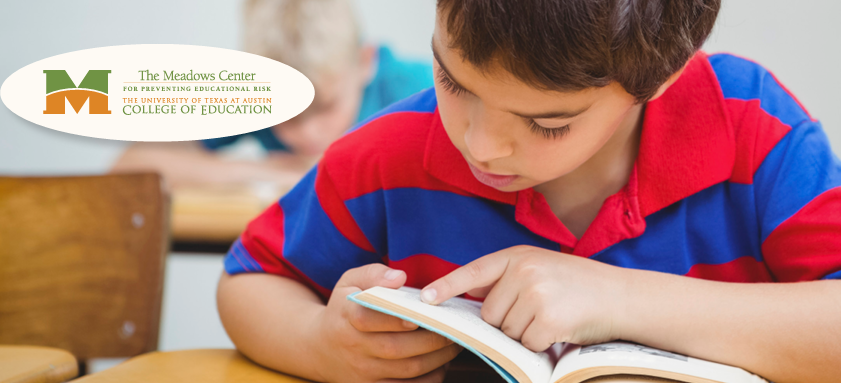 The Meadows Center
FOR PREVENTING EDUCATIONAL RISK
THE UNIVERSITY OF TEXAS AT AUSTIN
COLLEGE OF EDUCATION